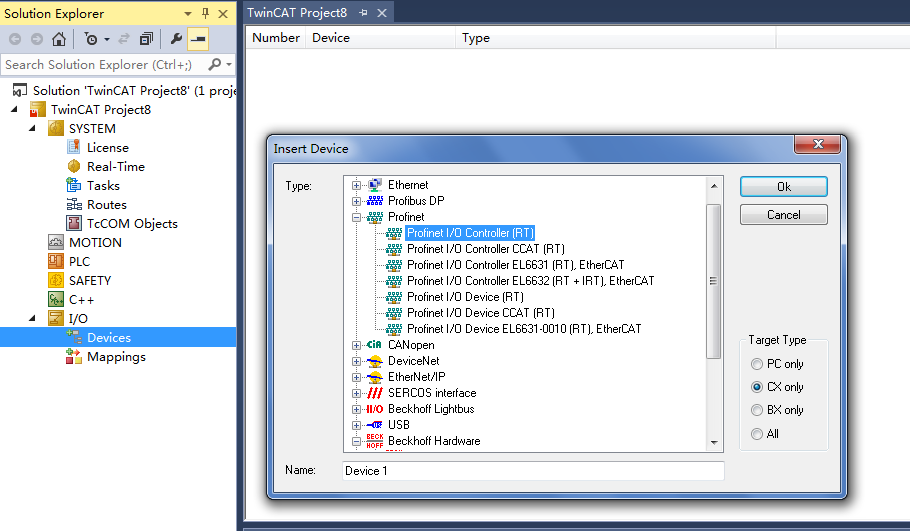 Solution Explorer
Search Solution Explorer (Ctrl+;)
Solution 'TwinCAT Project8' (1 proje
TwinCAT Project8
SYSTEM
License
Real-Time
Tasks
Routes
TcCOM Objects
MOTION
PLC
SAFETY
C++
I/O
Devices
Mappings
TwinCAT Project8
Number Device Type
Insert Device
Type:
Ethernet
Profibus DP
Profinet
Profinet I/O Controller (RT)
Profinet I/O Controller CCAT (RT)
Profinet I/O Controller EL6631 (RT), EtherCAT
Profinet I/O Controller EL6632 (RT + IRT), EtherCAT
Profinet I/O Device (RT)
Profinet I/O Device CCAT (RT)
Profinet I/O Device EL6631-0010 (RT), EtherCAT
CiA CANopen
DeviceNet
EtherNet/IP
SERCOS interface
II/O Beckhoff Lightbus
USB
BECK HOFF Beckhoff Hardware
Name: Device 1
Ok
Cancel
Target Type
PC only
CX only
BX only
All